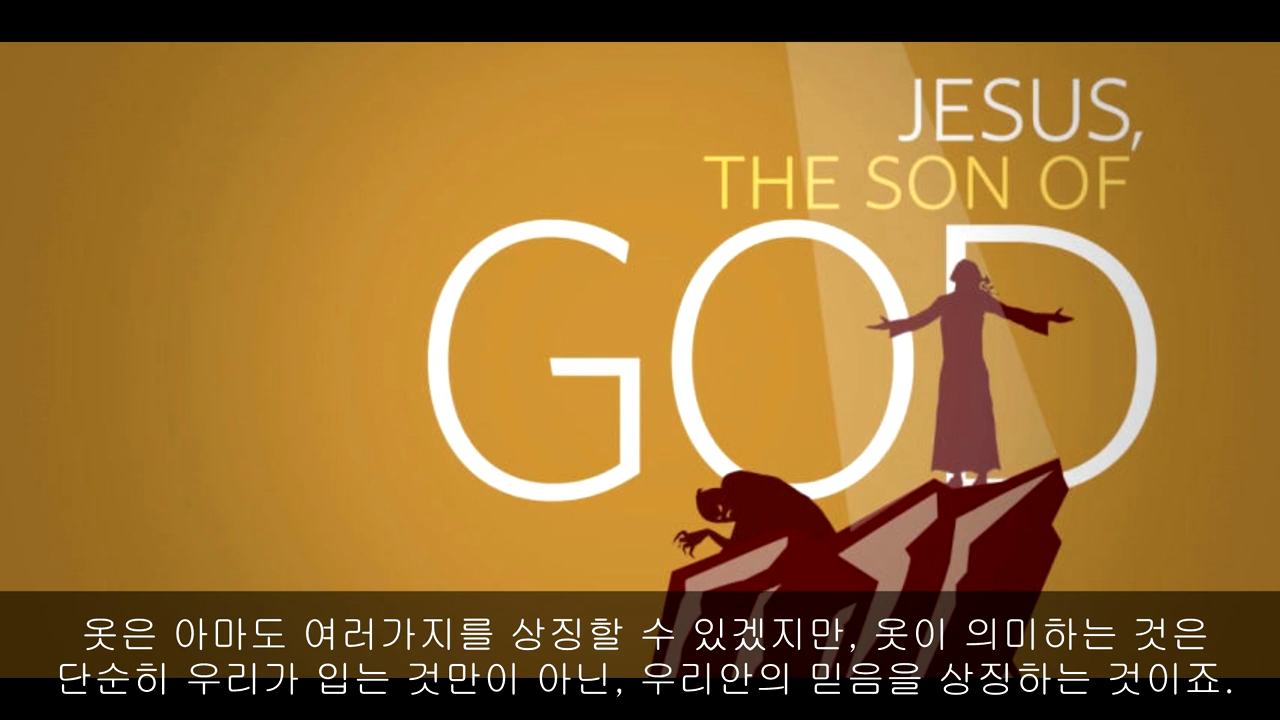 JESUS,
THE SON OF
GOD
옷은 아마도 여러가지를 상징할 수 있겠지만, 옷이 의미하는 것은
단순히 우리가 입는 것만이 아닌, 우리안의 믿음을 상징하는 것이죠.